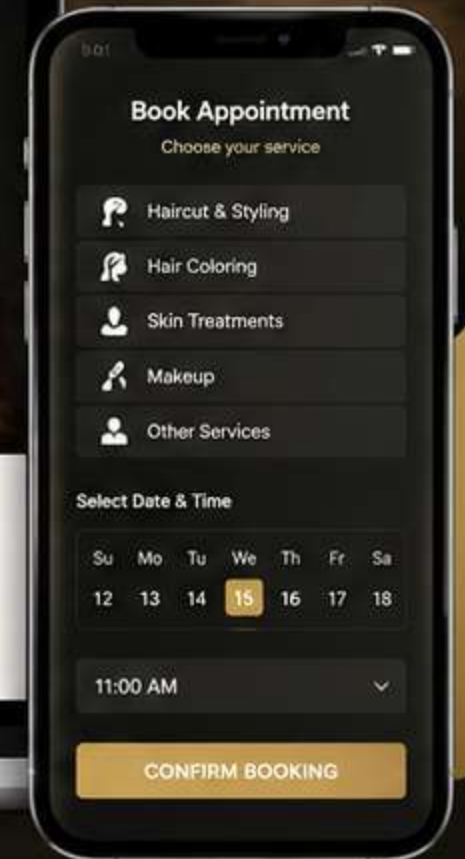 Book Appointment
Choose your service
Haircut & Styling
Hair Coloring
Skin Treatments
Makeup
Other Services
Select Date & Time
Su Mo Tu We Th Fr Sa
12 13 14 15 16 17 18
11:00 AM
CONFIRM BOOKING